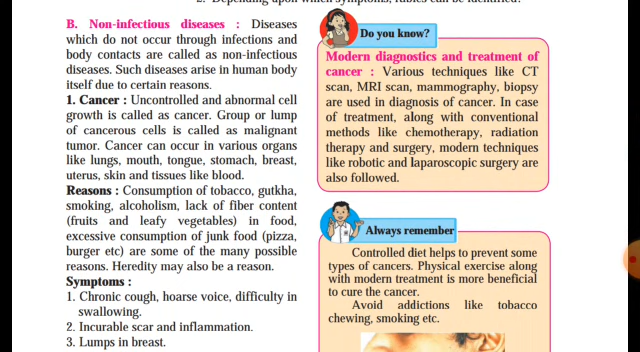 2. Depending upon which symptoms, rabies can be identified?
B. Non-infectious diseases : Diseases
which do not occur through infections and
body contacts are called as non-infectious
diseases. Such diseases arise in human body
itself due to certain reasons.
1. Cancer : Uncontrolled and abnormal cell
growth is called as cancer. Group or lump
of cancerous cells is called as malignant
tumor. Cancer can occur in various organs
like lungs, mouth, tongue, stomach, breast,
uterus, skin and tissues like blood.
Reasons : Consumption of tobacco, gutkha,
smoking, alcoholism, lack of fiber content
(fruits and leafy vegetables) in food,
excessive consumption of junk food (pizza,
burger etc) are some of the many possible
reasons. Heredity may also be a reason.
Symptoms :
1. Chronic cough, hoarse voice, difficulty in
swallowing.
2. Incurable scar and inflammation.
3. Lumps in breast.
Do you know?
Modern diagnostics and treatment of
cancer : Various techniques like CT
scan, MRI scan, mammography, biopsy
are used in diagnosis of cancer. In case
of treatment, along with conventional
methods like chemotherapy, radiation
therapy and surgery, modern techniques
like robotic and laparoscopic surgery are
also followed.
Always remember
Controlled diet helps to prevent some
types of cancers. Physical exercise along
with modern treatment is more beneficial
to cure the cancer.
Avoid addictions like tobacco
chewing, smoking etc.